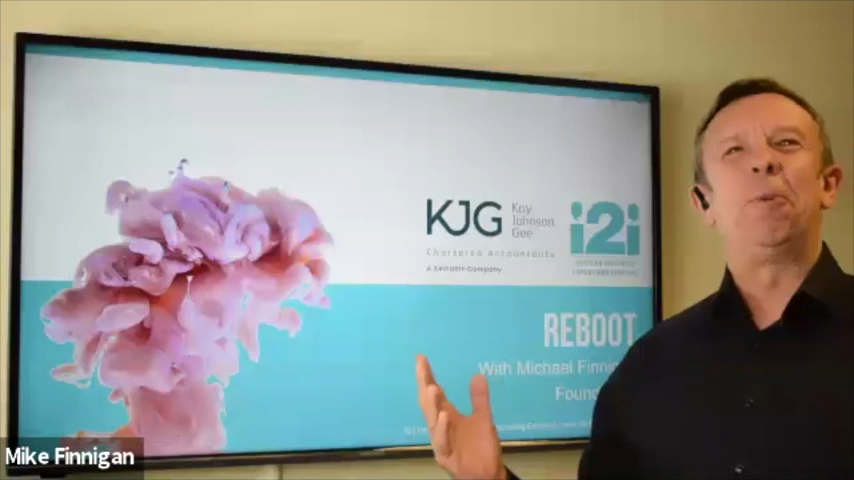 KJG
Kay
Johnson
Gee
Chartered Accountants
A Xeinadin Company
i2i
REBOOT
With Michael Finni
Found
Mike Finnigan